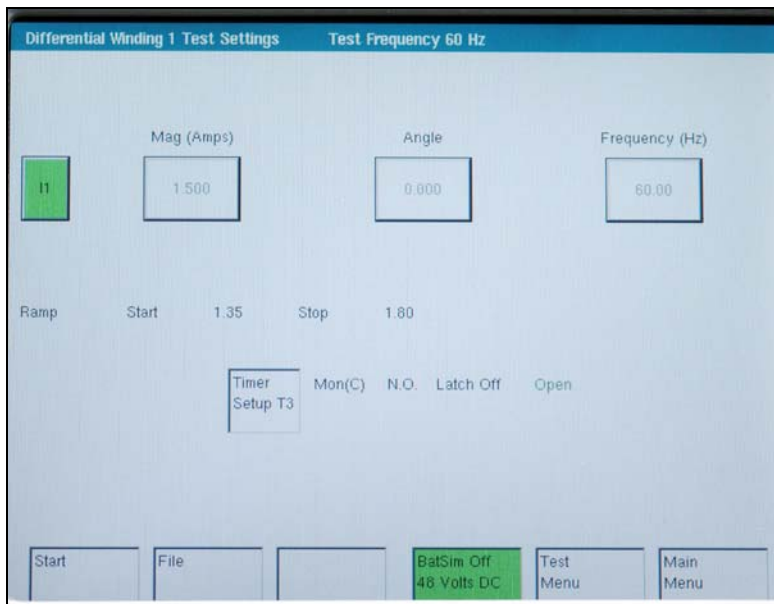 Differential Winding 1 Test Settings Test Frequency 60 Hz
Mag (Amps) Angle Frequency (Hz)
I1 1.500 0.000 60.00
Ramp Start 1.35 Stop 1.80
Timer
Setup T3
Mon(C) N.O. Latch Off Open
Start
File
BatSim Off
48 Volts DC
Test
Menu
Main
Menu